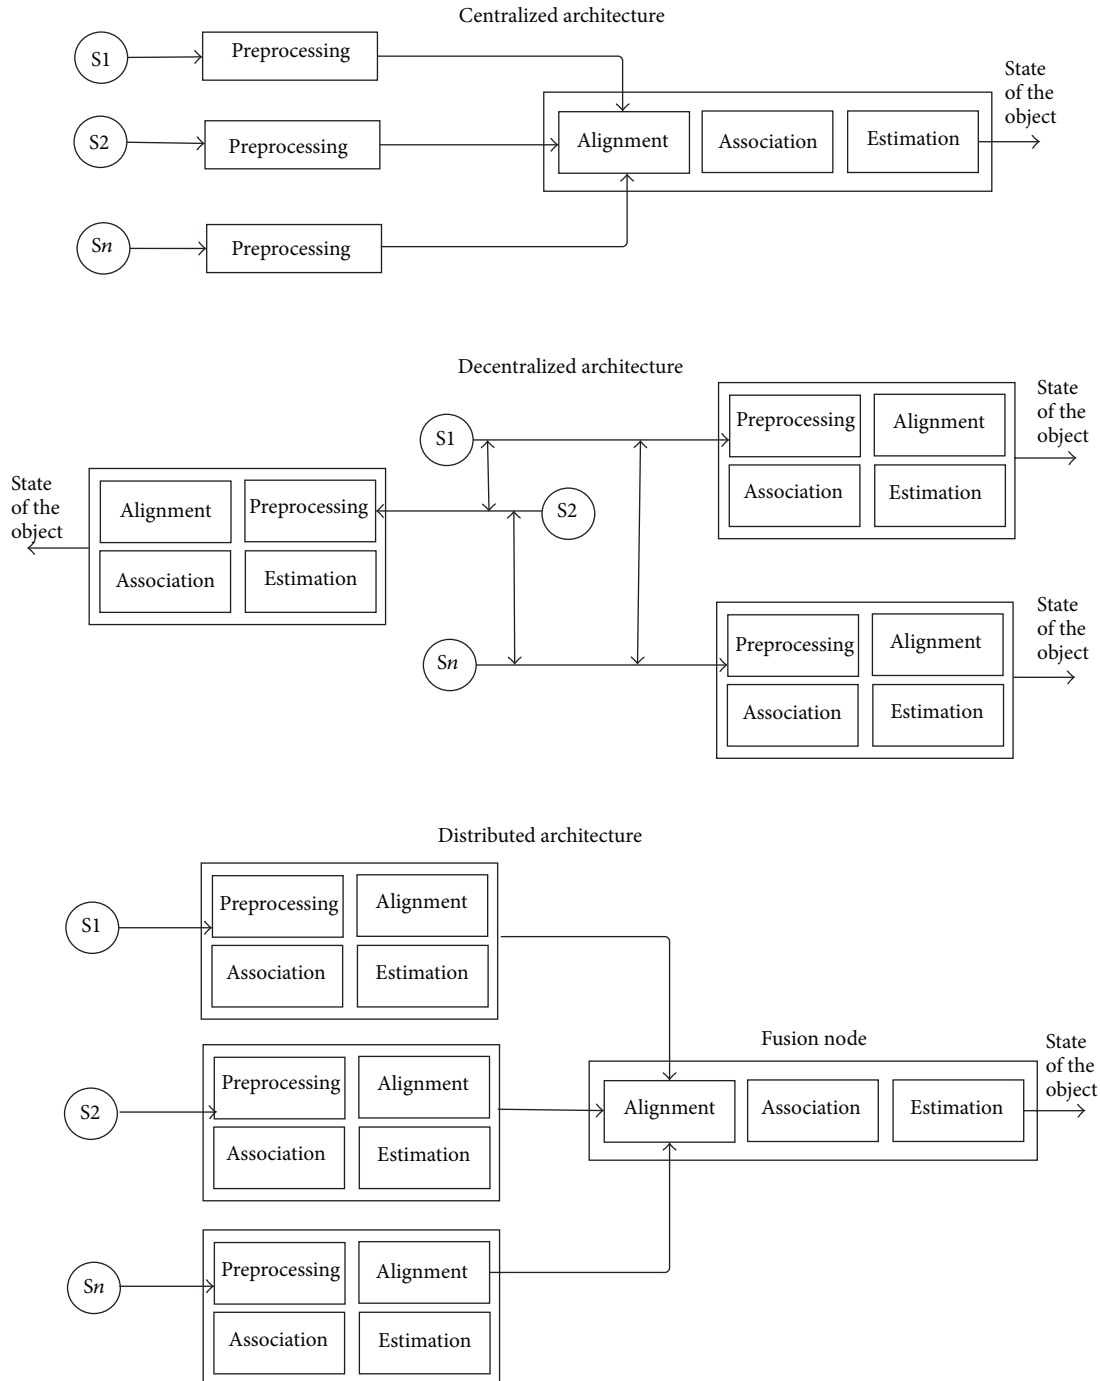 Centralized architecture
S1
Preprocessing
State
of the
object
S2
Preprocessing
Alignment
Association
Estimation
Sn
Preprocessing
Decentralized architecture
S1
Preprocessing
Alignment
State
of the
object
Association
Estimation
State
of the
object
Alignment
Preprocessing
S2
Association
Estimation
Sn
Preprocessing
Alignment
State
of the
object
Association
Estimation
Distributed architecture
S1
Preprocessing
Alignment
Association
Estimation
Fusion node
State
of the
object
S2
Preprocessing
Alignment
Association
Estimation
Alignment
Association
Estimation
Sn
Preprocessing
Alignment
Association
Estimation